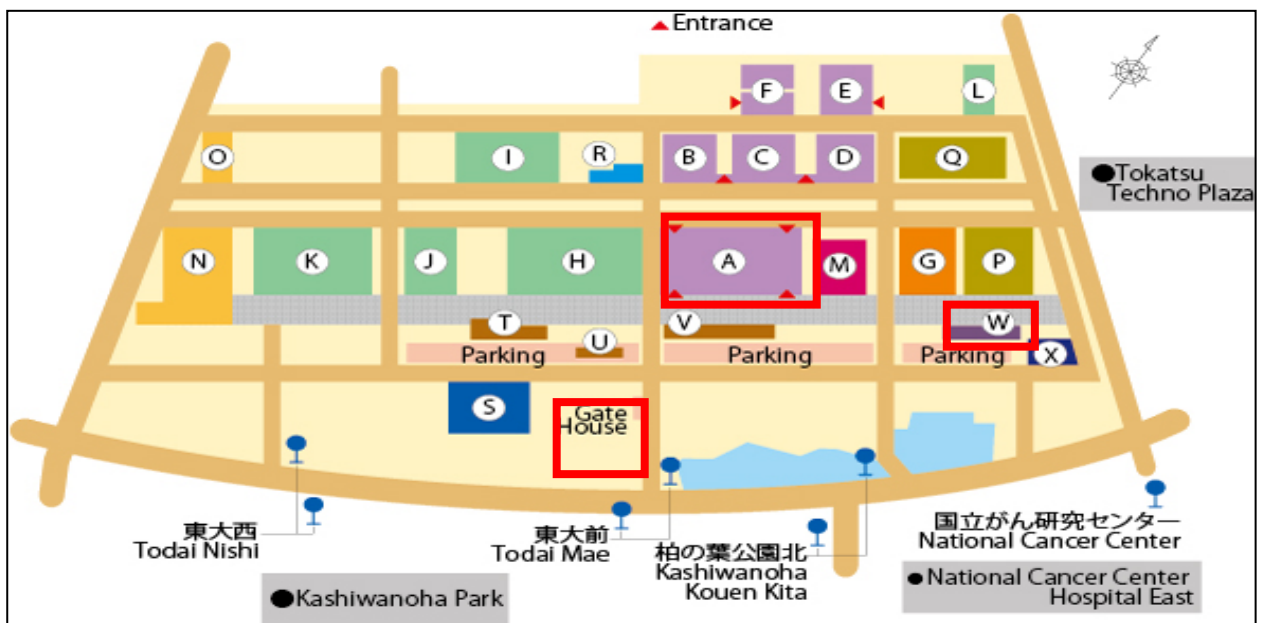 Entrance
F
E
L
O
I
R
B
C
D
Q
Tokatsu
Techno Plaza
N
K
J
H
A
M
G
P
T
U
V
W
X
Parking
Parking
Parking
S
Gate
House
東大西
Todai Nishi
東大前
Todai Mae
柏の葉公園北
Kashiwanoha
Kouen Kita
国立がん研究センター
National Cancer Center
Kashiwanoha Park
National Cancer Center
Hospital East